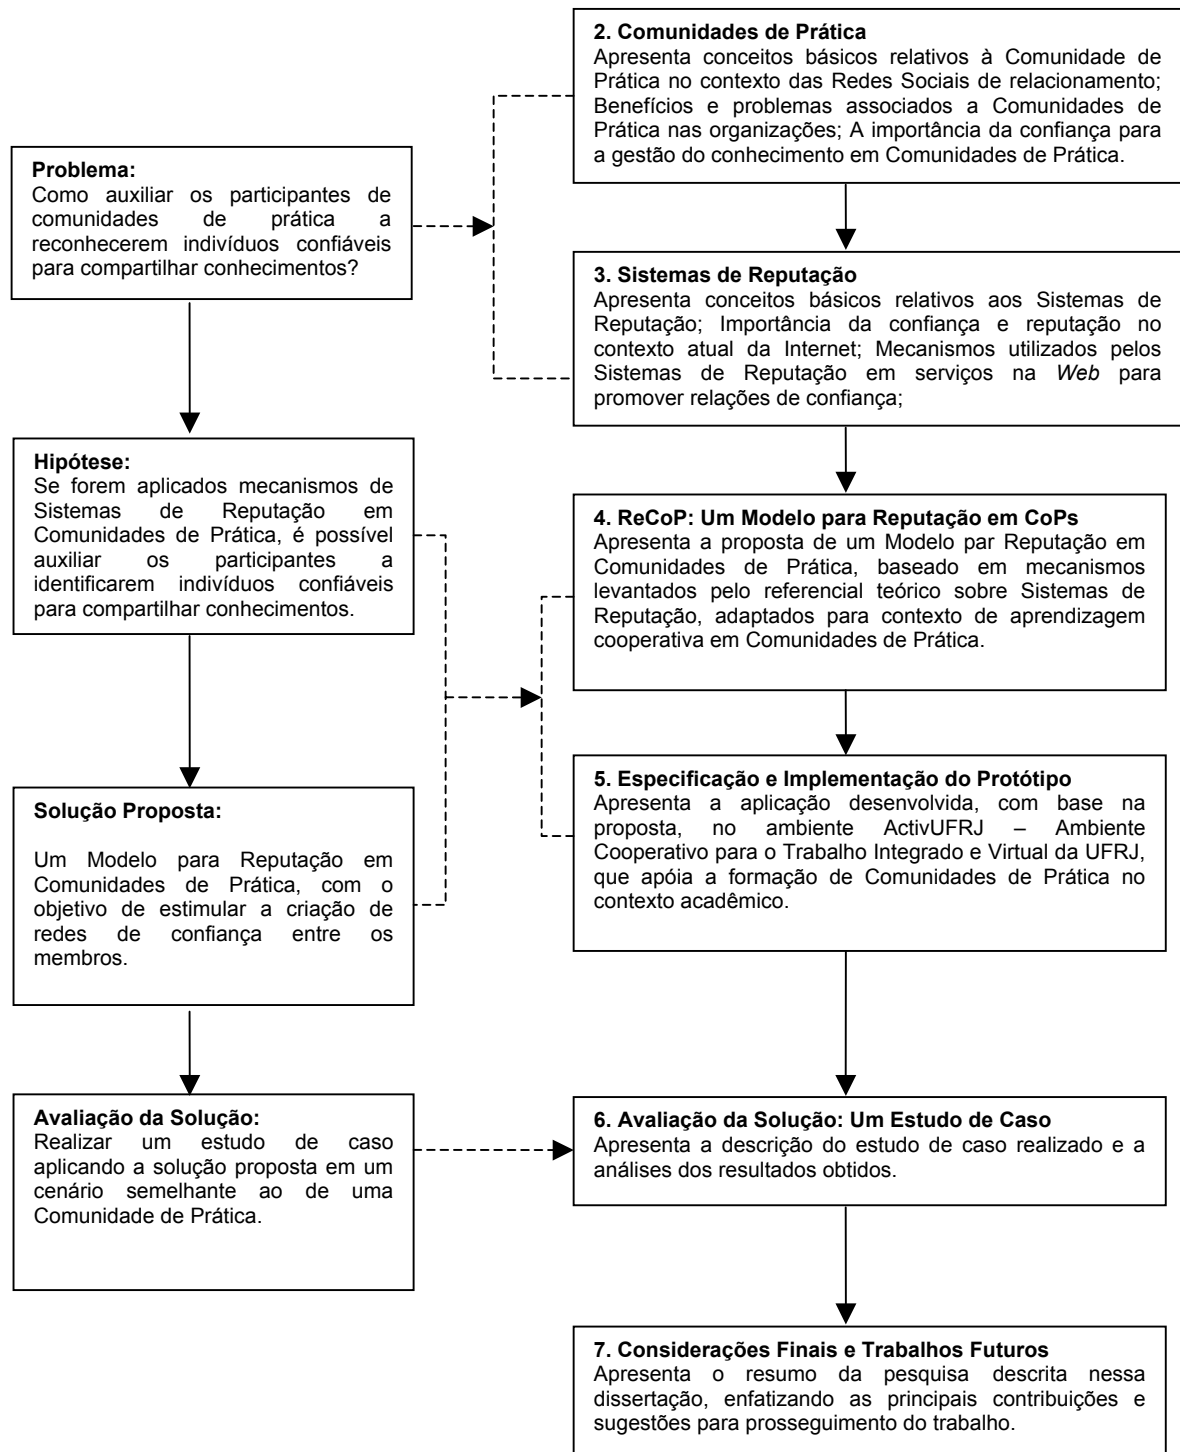 Problema:
Como auxiliar os participantes de
comunidades de prática a
reconhecerem indivíduos confiáveis
para compartilhar conhecimentos?
Hipótese:
Se forem aplicados mecanismos de
Sistemas de Reputação em
Comunidades de Prática, é possível
auxiliar os participantes a
identificarem indivíduos confiáveis
para compartilhar conhecimentos.
Solução Proposta:
Um Modelo para Reputação em
Comunidades de Prática, com o
objetivo de estimular a criação de
redes de confiança entre os
membros.
Avaliação da Solução:
Realizar um estudo de caso
aplicando a solução proposta em um
cenário semelhante ao de uma
Comunidade de Prática.
2. Comunidades de Prática
Apresenta conceitos básicos relativos à Comunidade de
Prática no contexto das Redes Sociais de relacionamento;
Benefícios e problemas associados a Comunidades de
Prática nas organizações; A importância da confiança para
a gestão do conhecimento em Comunidades de Prática.
3. Sistemas de Reputação
Apresenta conceitos básicos relativos aos Sistemas de
Reputação; Importância da confiança e reputação no
contexto atual da Internet; Mecanismos utilizados pelos
Sistemas de Reputação em serviços na Web para
promover relações de confiança;
4. ReCoP: Um Modelo para Reputação em CoPs
Apresenta a proposta de um Modelo par Reputação em
Comunidades de Prática, baseado em mecanismos
levantados pelo referencial teórico sobre Sistemas de
Reputação, adaptados para contexto de aprendizagem
cooperativa em Comunidades de Prática.
5. Especificação e Implementação do Protótipo
Apresenta a aplicação desenvolvida, com base na
proposta, no ambiente ActivUFRJ – Ambiente
Cooperativo para o Trabalho Integrado e Virtual da UFRJ,
que apóia a formação de Comunidades de Prática no
contexto acadêmico.
6. Avaliação da Solução: Um Estudo de Caso
Apresenta a descrição do estudo de caso realizado e a
análises dos resultados obtidos.
7. Considerações Finais e Trabalhos Futuros
Apresenta o resumo da pesquisa descrita nessa
dissertação, enfatizando as principais contribuições e
sugestões para prosseguimento do trabalho.